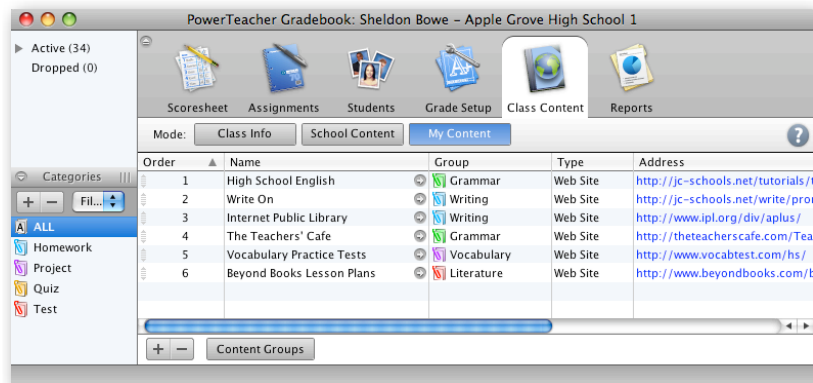 PowerTeacher Gradebook: Sheldon Bowe - Apple Grove High School 1
Active (34)
Dropped (0)
Scoresheet Assignments Students Grade Setup Class Content Reports
Mode: Class Info School Content My Content ?
Order Name Group Type Address
1 High School English Grammar Web Site http://jc-schools.net/tutorials/
2 Write On Writing Web Site http://jc-schools.net/write/pro
3 Internet Public Library Writing Web Site http://www.ipl.org/div/aplus/
4 The Teachers' Cafe Grammar Web Site http://theteacherscafe.com/Tea
5 Vocabulary Practice Tests Vocabulary Web Site http://www.vocabtest.com/hs/
6 Beyond Books Lesson Plans Literature Web Site http://www.beyondbooks.com/
Categories
+ - Fil...
ALL
Homework
Project
Quiz
Test
+ - Content Groups